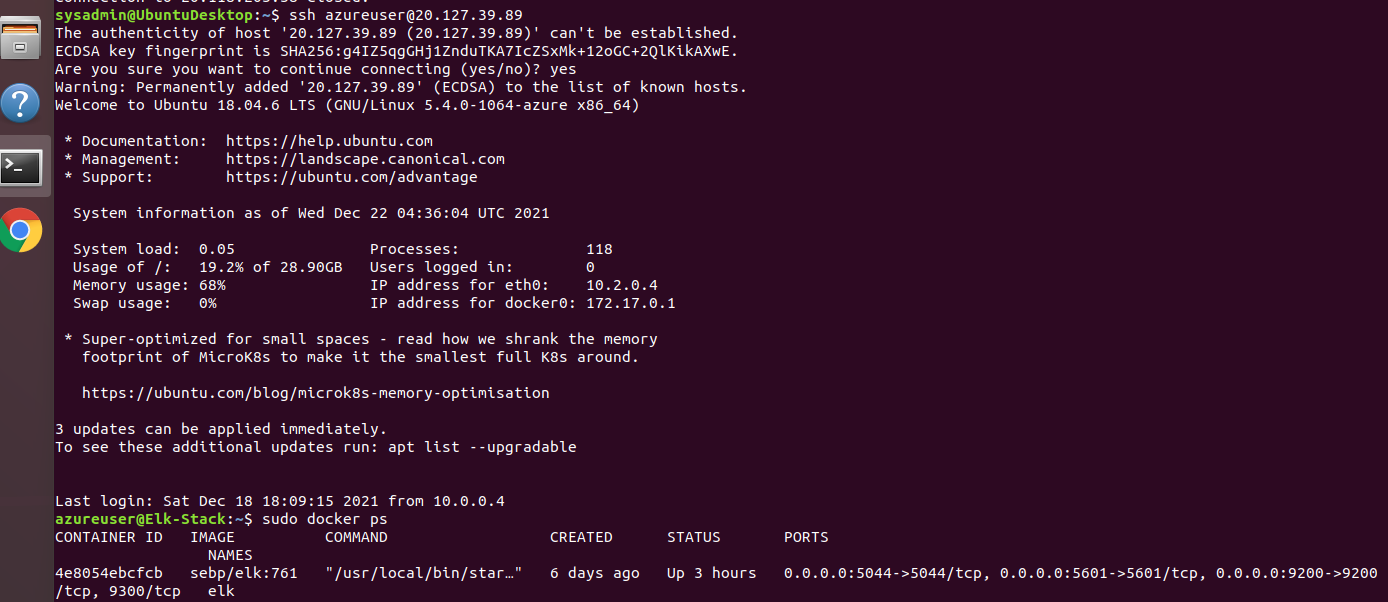 sysadmin@UbuntuDesktop:~$ ssh azureuser@20.127.39.89
The authenticity of host '20.127.39.89 (20.127.39.89)' can't be established.
ECDSA key fingerprint is SHA256:g4IZ5qgGHj1ZnduTKA7IcZSxMk+12oGC+2QlKikAXwE.
Are you sure you want to continue connecting (yes/no)? yes
Warning: Permanently added '20.127.39.89' (ECDSA) to the list of known hosts.
Welcome to Ubuntu 18.04.6 LTS (GNU/Linux 5.4.0-1064-azure x86_64)
* Documentation:  https://help.ubuntu.com
* Management:     https://landscape.canonical.com
* Support:        https://ubuntu.com/advantage
System information as of Wed Dec 22 04:36:04 UTC 2021
System load:  0.05               Processes:              118
Usage of /:   19.2% of 28.90GB   Users logged in:        0
Memory usage: 68%                IP address for eth0:    10.2.0.4
Swap usage:   0%                 IP address for docker0: 172.17.0.1
* Super-optimized for small spaces - read how we shrank the memory
footprint of MicroK8s to make it the smallest full K8s around.
https://ubuntu.com/blog/microk8s-memory-optimisation
3 updates can be applied immediately.
To see these additional updates run: apt list --upgradable
Last login: Sat Dec 18 18:09:15 2021 from 10.0.0.4
azureuser@Elk-Stack:~$ sudo docker ps
CONTAINER ID   IMAGE          COMMAND                  CREATED      STATUS       PORTS
NAMES
4e8054ebcfcb   sebp/elk:761   "/usr/local/bin/star…"   6 days ago   Up 3 hours   0.0.0.0:5044->5044/tcp, 0.0.0.0:5601->5601/tcp, 0.0.0.0:9200->9200
/tcp, 9300/tcp   elk